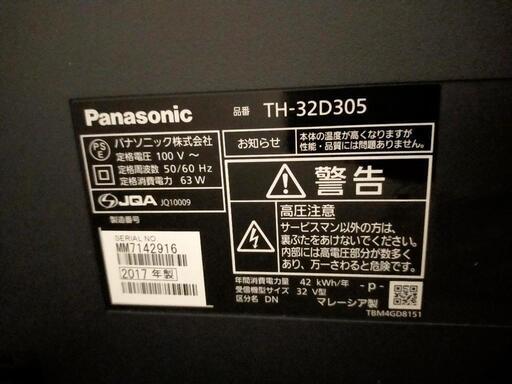 Panasonic
品番 TH-32D305
PSE
パナソニック株式会社
定格電圧 100 V ～
定格周波数 50/60 Hz
定格消費電力 63 W
JQA JQ10009
製造番号
SERIAL NO
MM7142916
2017 年製
お知らせ
本体の温度が高くなりますが
性能・品質には問題ありません。
警告
高圧注意
サービスマン以外の方は、
裏ぶたをあけないでください。
内部には高電圧部分が数多く
あり、万一さわると危険です。
年間消費電力量 42 kWh/年
受信機型サイズ 32 V型
区分名 DN
-p-
マレーシア製
TBM4GD8151